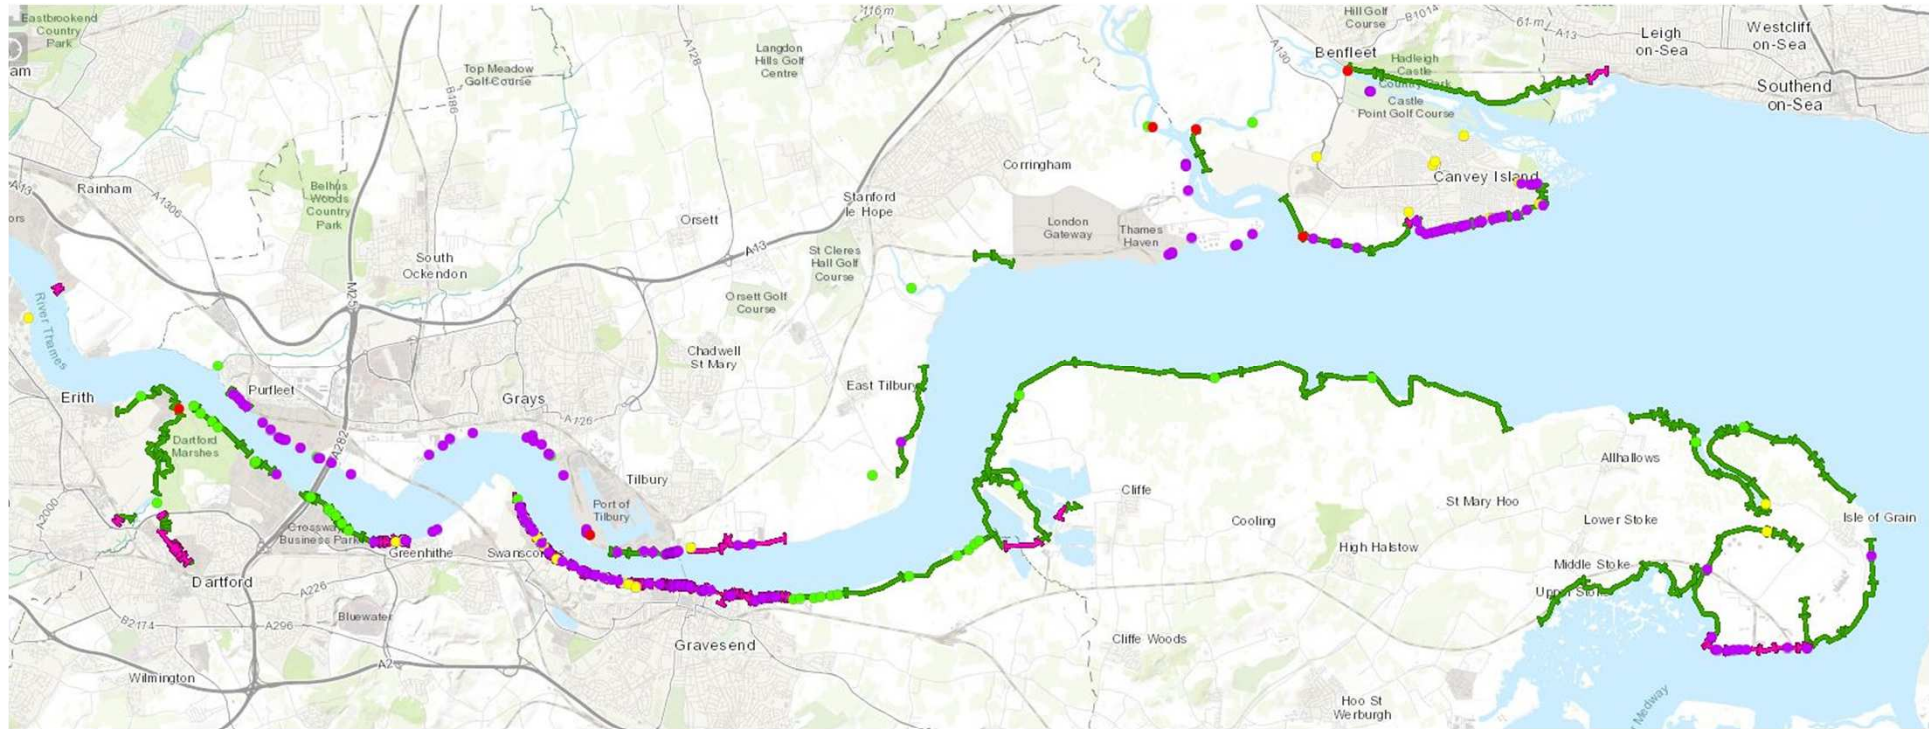 Eastbrookend
Country
Park
am
Top Meadow
Golf Course
B186
A128
Langdon
Hills Golf
Centre
116 m
A130
Hill Golf
Course
B1014
61 m
A13
Benfleet
Hadleigh
Castle
Country Park
Castle
Point Golf Course
Leigh
on-Sea
Westcliff
on-Sea
Southend
on-Sea
Corringham
Canvey Island
A13
Rainham
A1306
ors
Belhus
Woods
Country
Park
Orsett
Stanford
le Hope
London
Gateway
Thames
Haven
South
Ockendon
A13
St Cleres
Hall Golf
Course
M25
Orsett Golf
Course
River Thames
Chadwell
St Mary
East Tilbury
Erith
Purfleet
Grays
A126
Dartford
Marshes
A282
Tilbury
Port of
Tilbury
Allhallows
Cliffe
St Mary Hoo
Isle of Grain
A2000
Crossways
Business Park
Greenhithe
Swanscombe
Cooling
Lower Stoke
High Halstow
Middle Stoke
Upper Stoke
Dartford
A226
Bluewater
B2174
A296
Gravesend
Cliffe Woods
A2
Wilmington
Hoo St
Werburgh
Medway